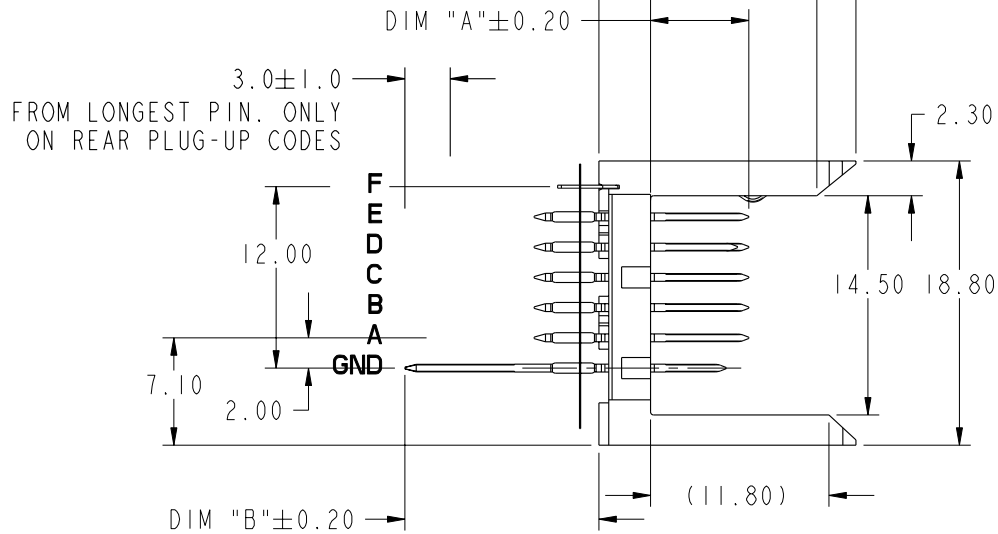 DIM "A"±0.20
3.0±1.0
FROM LONGEST PIN. ONLY
ON REAR PLUG-UP CODES
2.30
F
E
D
C
B
A
GND
12.00
14.50
18.80
7.10
2.00
(11.80)
DIM "B"±0.20